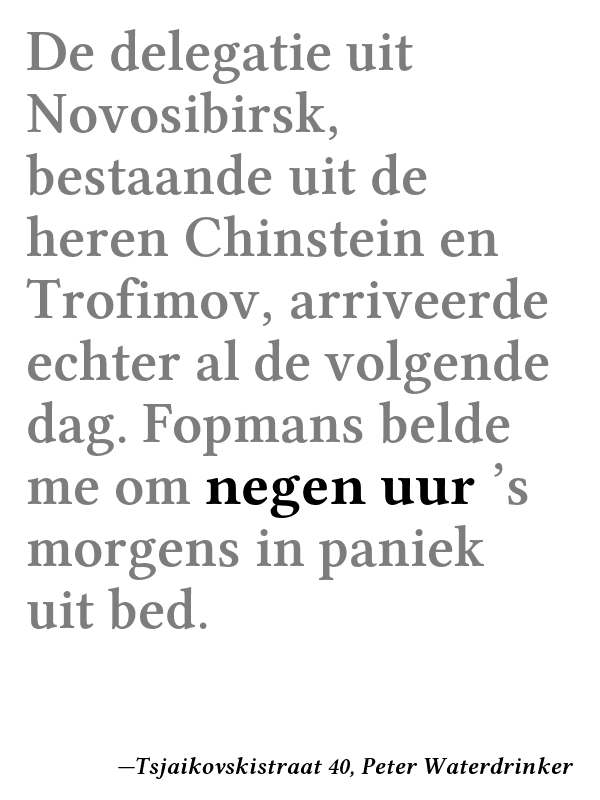 De delegatie uit
Novosibirsk,
bestaande uit de
heren Chinstein en
Trofimov, arriveerde
echter al de volgende
dag. Fopmans belde
me om negen uur ’s
morgens in paniek
uit bed.
—Tsjaikovskistraat 40, Peter Waterdrinker